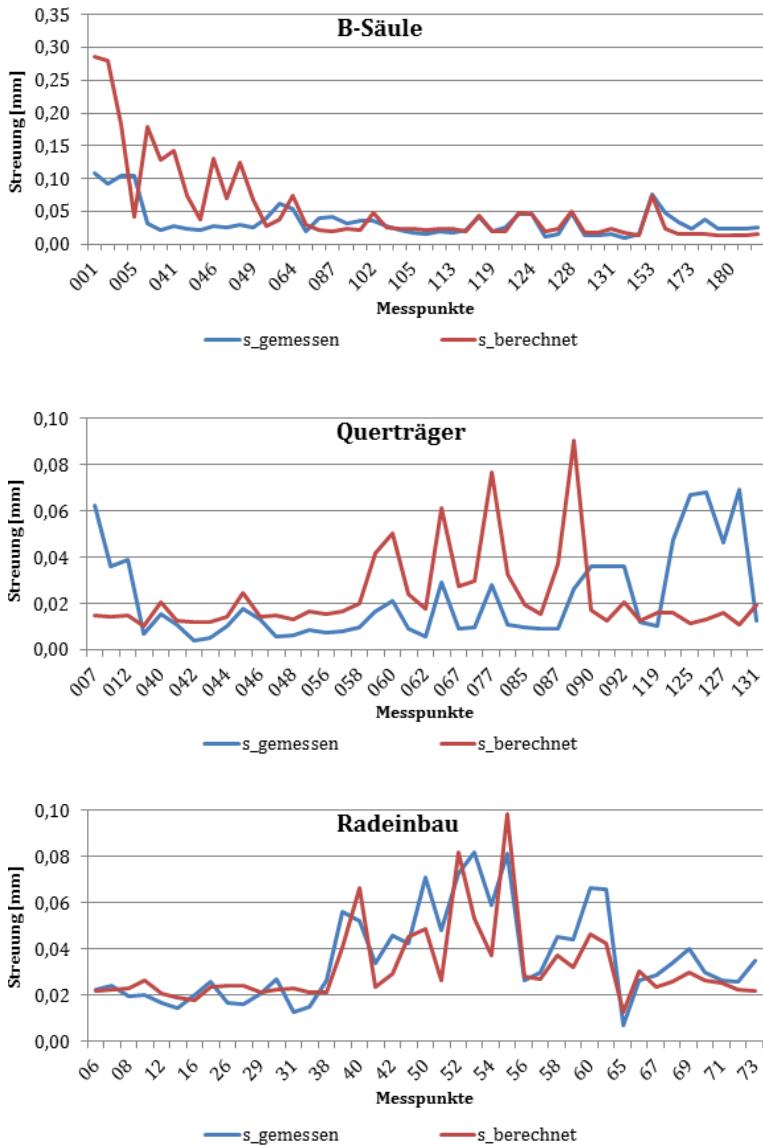 B-Säule
Streuung [mm]
0,35
0,30
0,25
0,20
0,15
0,10
0,05
0,00
001 005 041 046 049 064 087 102 105 113 119 124 128 131 153 173 180
Messpunkte
s_gemessen s_berechnet
Querträger
Streuung [mm]
0,10
0,08
0,06
0,04
0,02
0,00
007 012 040 042 044 046 048 056 058 060 062 067 077 085 087 090 092 119 125 127 131
Messpunkte
s_gemessen s_berechnet
Radeinbau
Streuung [mm]
0,10
0,08
0,06
0,04
0,02
0,00
06 08 12 16 26 29 31 38 40 42 50 52 54 56 58 60 65 67 69 71 73
Messpunkte
s_gemessen s_berechnet